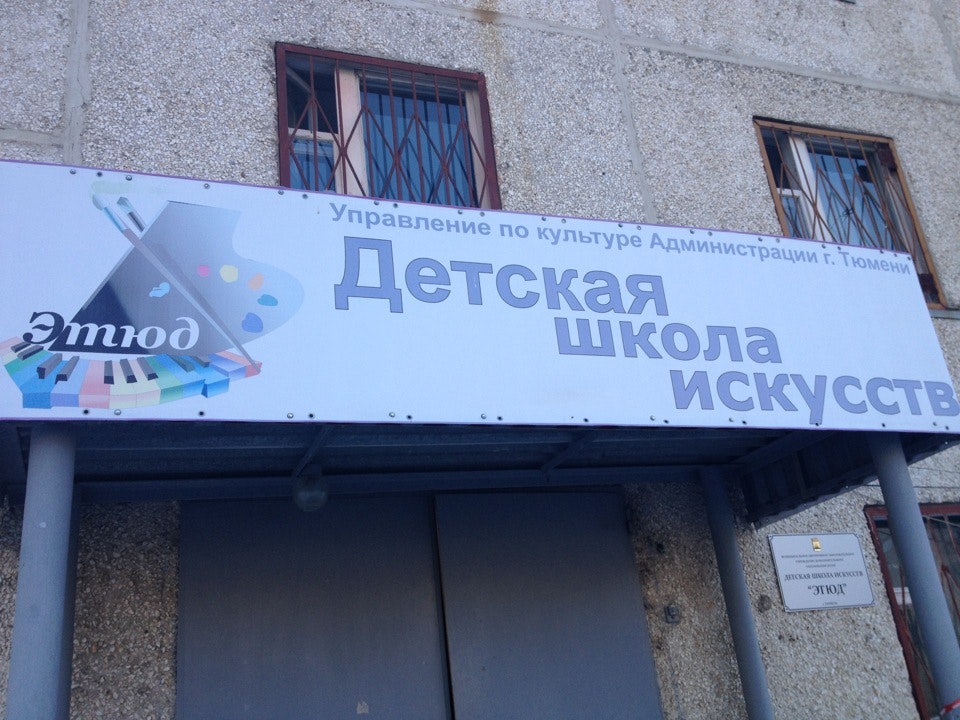 Управление по культуре Администрации г. Тюмени
Детская
школа
искусств
Этюд
ДЕТСКАЯ ШКОЛА ИСКУССТВ
"ЭТЮД"